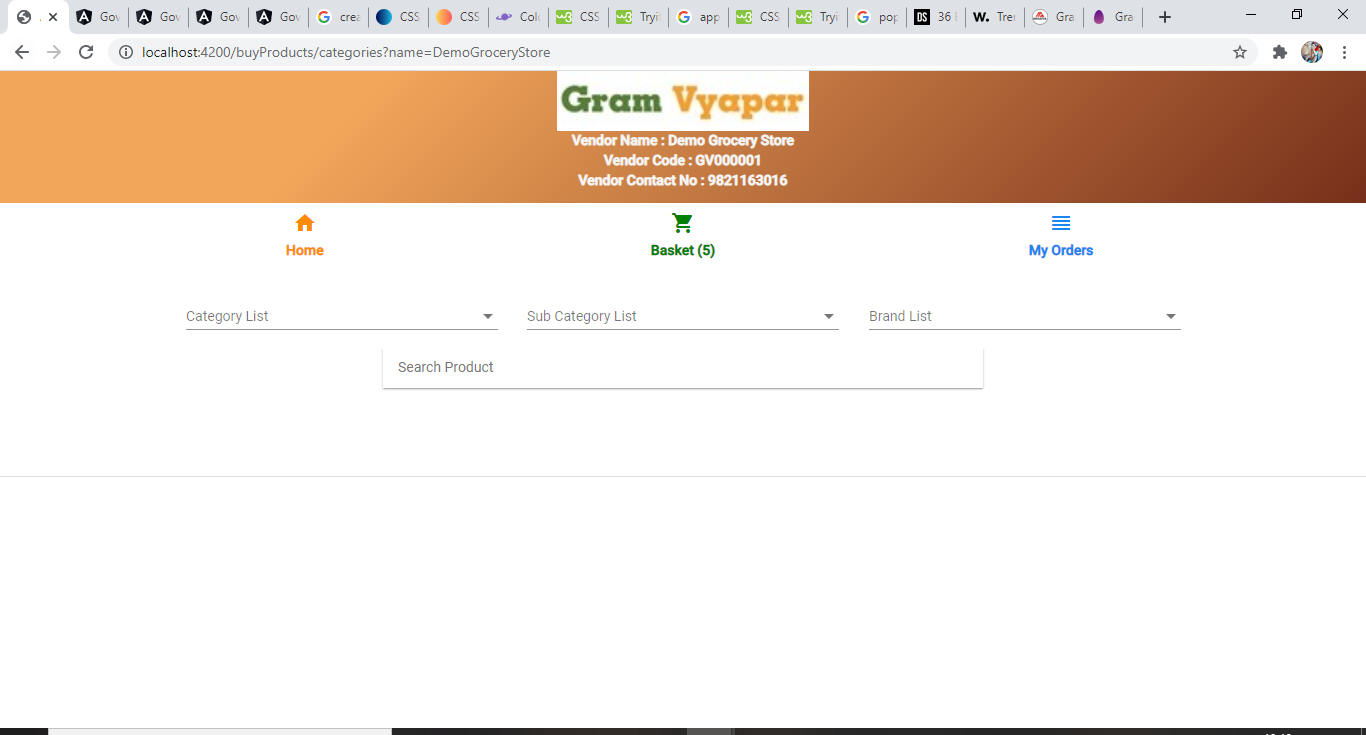 Gov
Gov
Gov
Gov
crea
CSS
CSS
Colo
CSS
Tryi
app
CSS
Tryi
pop
DS
36
W.
Tren
Gra
Gra
localhost:4200/buyProducts/categories?name=DemoGroceryStore
Gram Vyapar
Vendor Name : Demo Grocery Store
Vendor Code : GV000001
Vendor Contact No : 9821163016
Home
Basket (5)
My Orders
Category List
Sub Category List
Brand List
Search Product